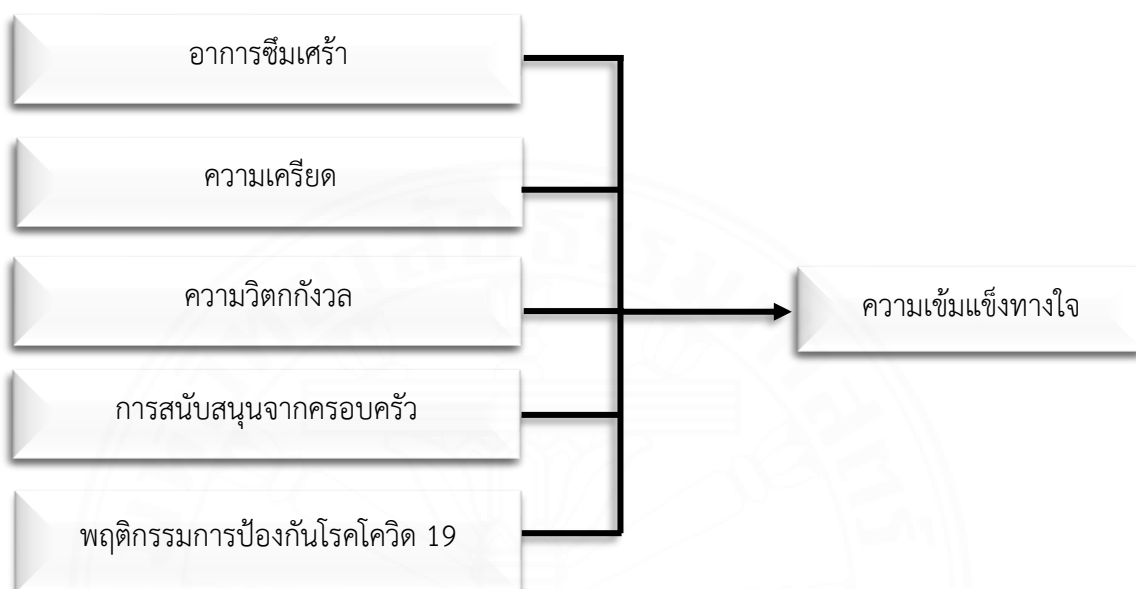 อาการซึมเศร้า
ความเครียด
ความวิตกกังวล
ความเข้มแข็งทางใจ
การสนับสนุนจากครอบครัว
พฤติกรรมการป้องกันโรคโควิด 19